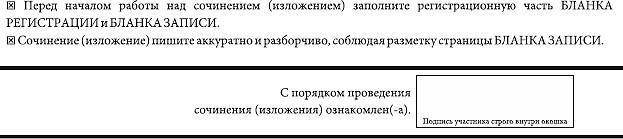 ☒ Перед началом работы над сочинением (изложением) заполните регистрационную часть БЛАНКА
РЕГИСТРАЦИИ и БЛАНКА ЗАПИСИ.
☒ Сочинение (изложение) пишите аккуратно и разборчиво, соблюдая разметку страницы БЛАНКА ЗАПИСИ.
С порядком проведения
сочинения (изложения) ознакомлен(-а).
Подпись участника строго внутри окошка